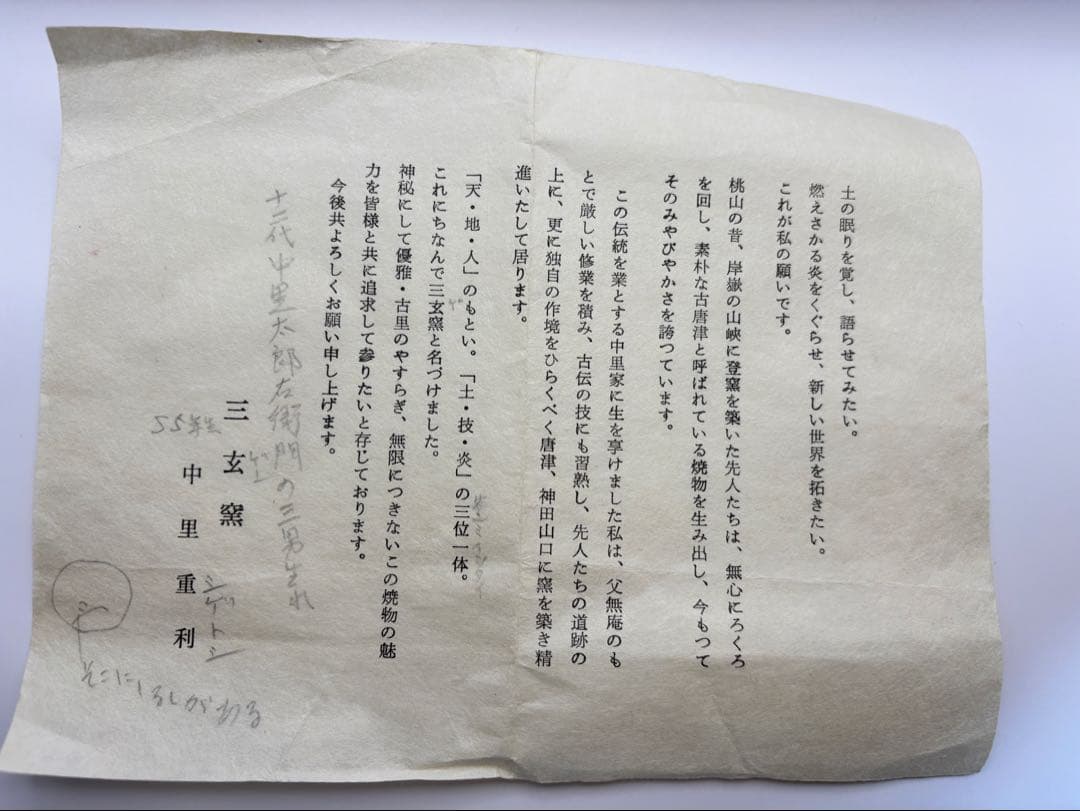 土の眠りを覚し、語らせてみたい。
燃えさかる炎をくぐらせ、新しい世界を拓きたい。
これが私の願いです。
桃山の昔、岸嶽の山峡に登窯を築いた先人たちは、無心にろくろ
を回し、素朴な古唐津と呼ばれている焼物を生み出し、今もつて
そのみやびやかさを誇つています。
この伝統を業とする中里家に生を享けました私は、父無庵のも
とで厳しい修業を積み、古伝の技にも習熟し、先人たちの道跡の
上に、更に独自の作境をひらくべく唐津、神田山口に窯を築き精
進いたして居ります。
「天・地・人」のもとい。「土・技・炎」の三位一体。
これにちなんで三玄窯と名づけました。
ゲ
神秘にして優雅・古里のやすらぎ、無限につきないこの焼物の魅
力を皆様と共に追求して参りたいと存じております。
今後共よろしくお願い申し上げます。
十二代中里太郎右衛門の三男生れ
三玄窯
ゲン
55年生
中里重利
シゲトシ
シ
そこにしるしがある